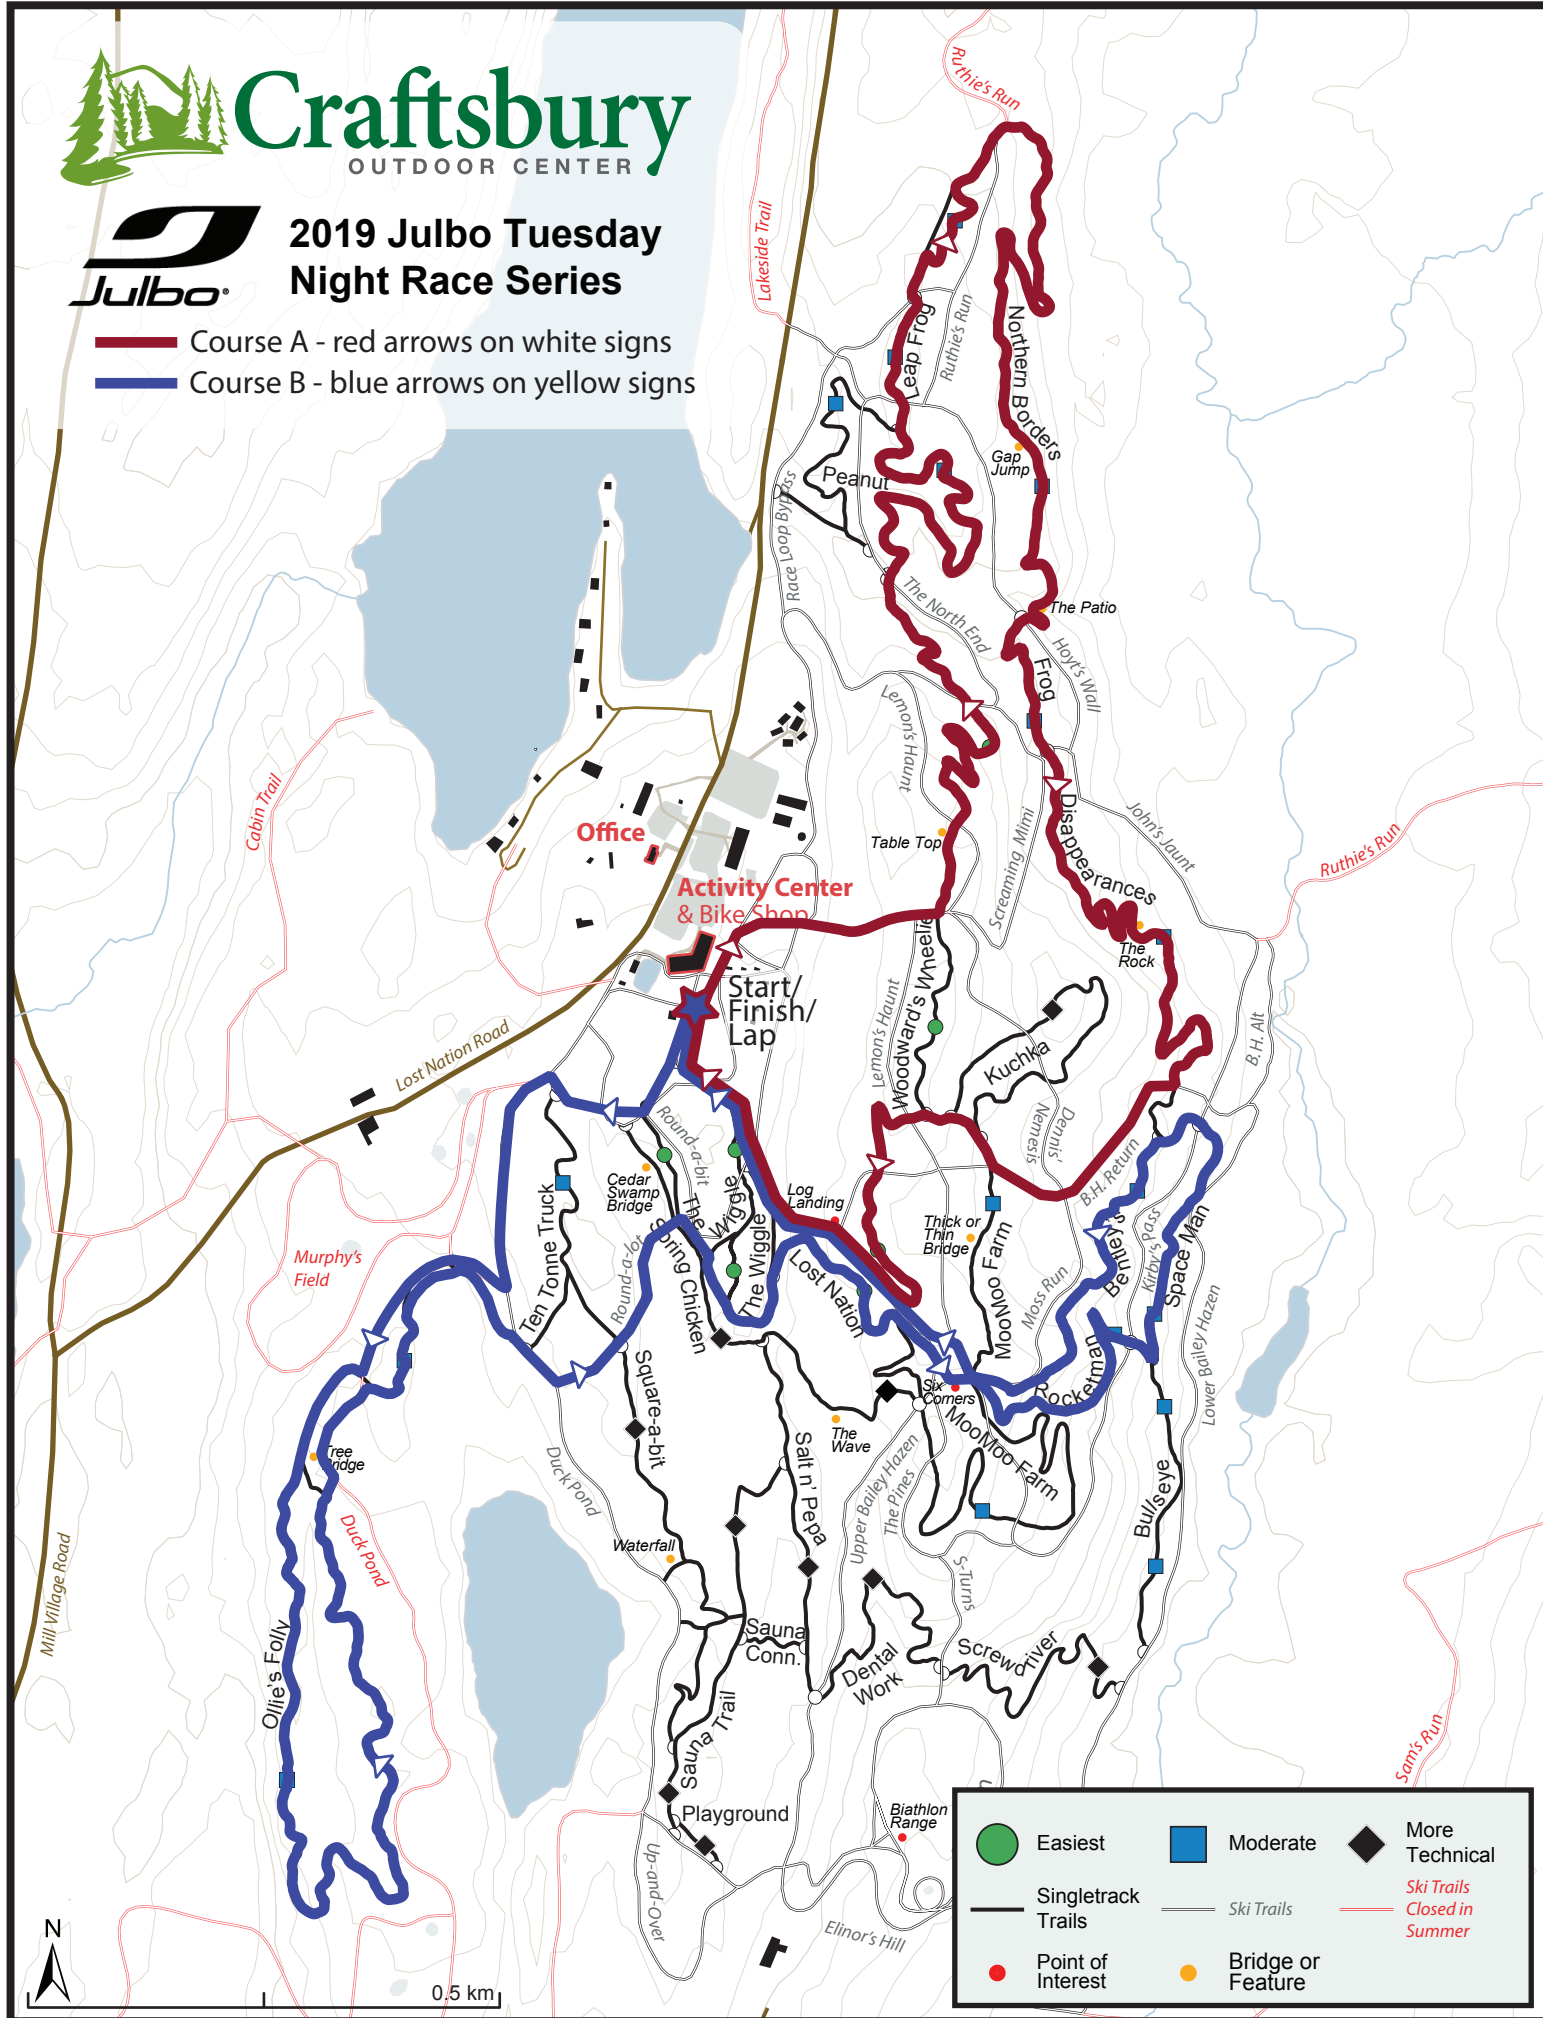 Craftsbury
OUTDOOR CENTER
Julbo
2019 Julbo Tuesday
Night Race Series
Course A - red arrows on white signs
Course B - blue arrows on yellow signs
Ruthie's Run
Lakeside Trail
Leap Frog
Ruthie's Run
Northern Borders
Gap
Jump
Peanut
Race Loop Bypass
The North End
The Patio
Hoyt's Wall
Frog
Lemon's Haunt
Cabin Trail
Disappearances
John's Jaunt
Screaming Mimi
Table Top
Ruthie's Run
Office
Activity Center
& Bike Shop
The
Rock
Start/
Finish/
Lap
Woodward's Wheelie
Lemon's Haunt
Kuchka
B.H. Alt
Lost Nation Road
Dennis'
Nemesis
Round-a-bit
B.H. Return
Cedar
Swamp
Bridge
Log
Landing
The Wiggle
The Wiggle
Ten Tonne Truck
Round-a-lot
Spring Chicken
Lost Nation
Thick or
Thin
Bridge
MooMoo Farm
Moss Run
Bentley's
Kirby's Pass
Space Man
Lower Bailey Hazen
Murphy's
Field
Rocketman
Six
Corners
MooMoo Farm
Square-a-bit
The
Wave
Salt n' Pepa
Upper Bailey Hazen
The Pines
Bullseye
Tree
Bridge
Duck Pond
Duck Pond
Waterfall
S-Turns
Mill Village Road
Ollie's Folly
Sauna
Conn.
Dental
Work
Screwdriver
Sauna Trail
Sam's Run
Playground
Biathlon
Range
Up-and-Over
Elinor's Hill
N
0.5 km
Easiest
Moderate
More
Technical
Singletrack
Trails
Ski Trails
Ski Trails
Closed in
Summer
Point of
Interest
Bridge or
Feature